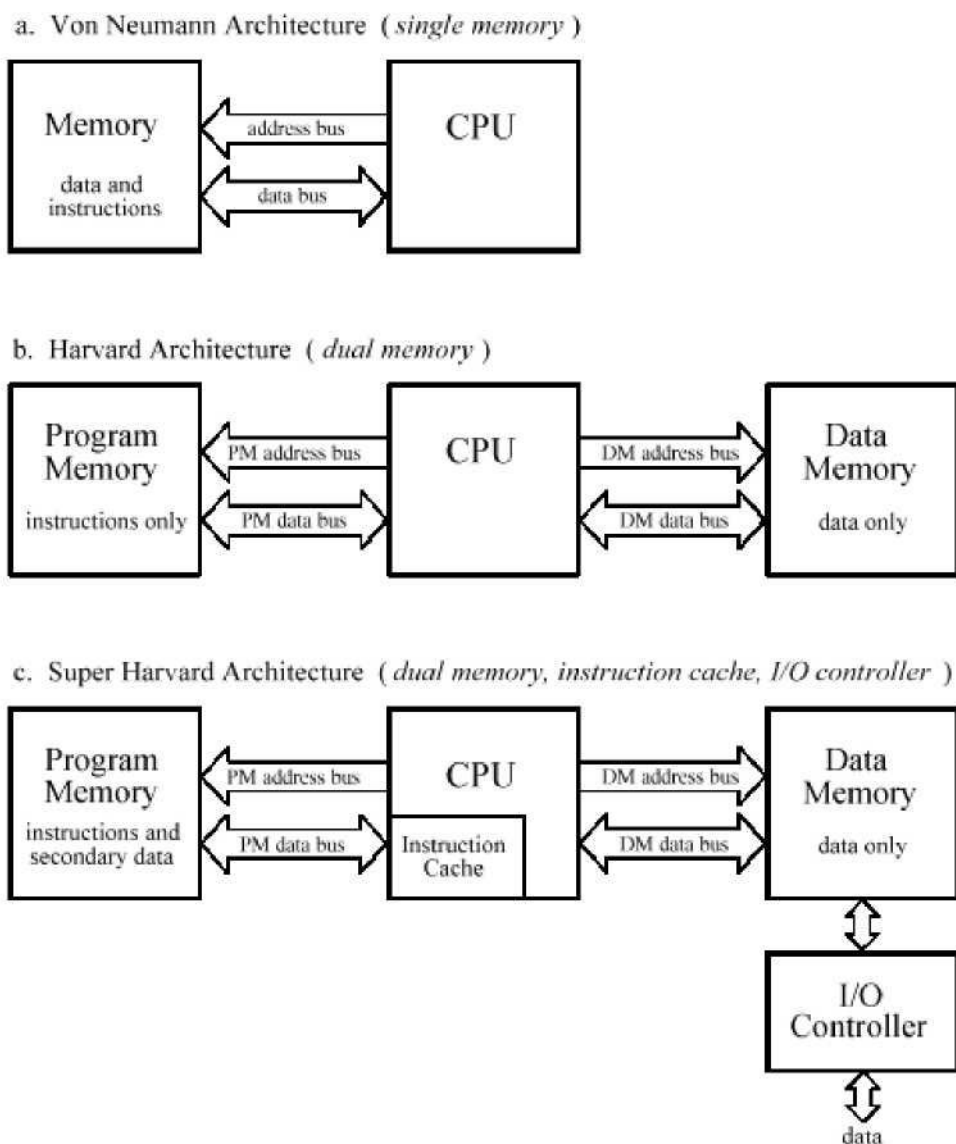 a. Von Neumann Architecture ( single memory )
Memory
data and
instructions
address bus
data bus
CPU
b. Harvard Architecture ( dual memory )
Program
Memory
instructions only
PM address bus
PM data bus
CPU
DM address bus
DM data bus
Data
Memory
data only
c. Super Harvard Architecture ( dual memory, instruction cache, I/O controller )
Program
Memory
instructions and
secondary data
PM address bus
PM data bus
CPU
Instruction
Cache
DM address bus
DM data bus
Data
Memory
data only
I/O
Controller
data